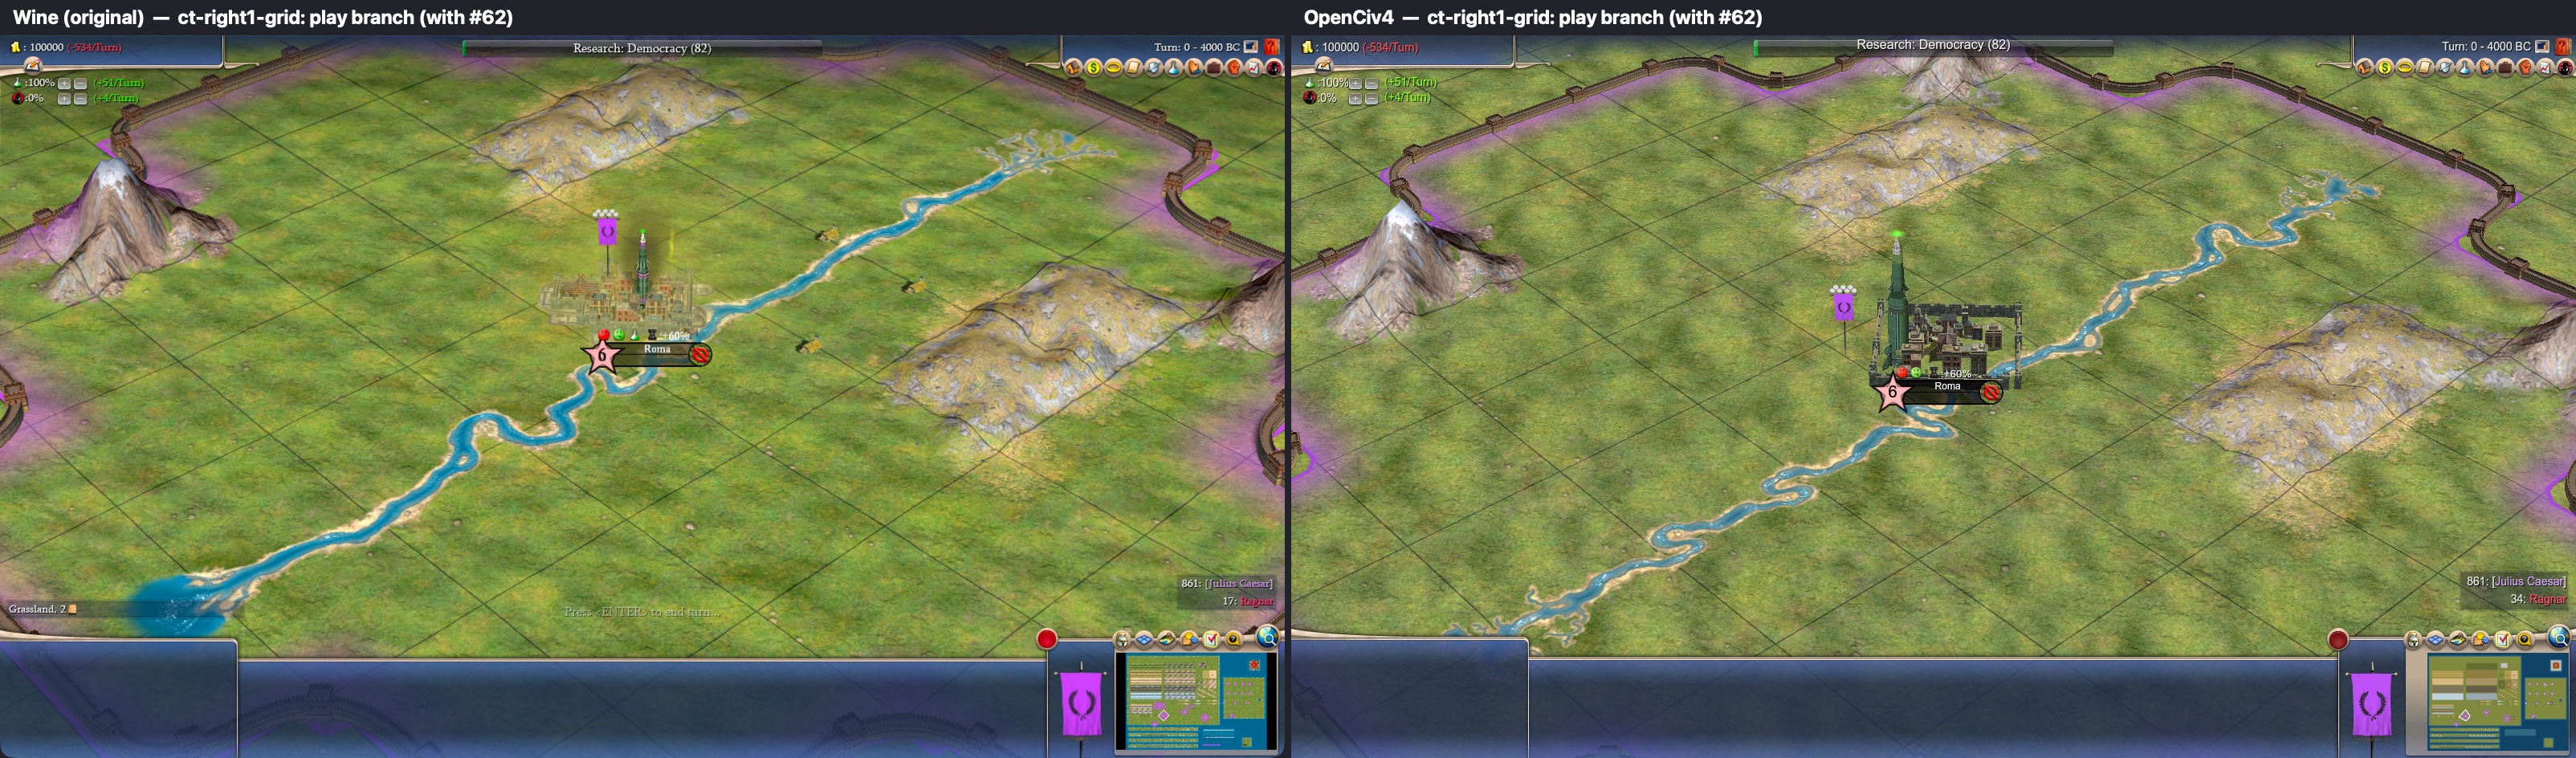 Wine (original) — ct-right1-grid: play branch (with #62)
: 100000 (-534/Turn)
Research: Democracy (82)
Turn: 0 - 4000 BC
:100% (+51/Turn)
:0% (+4/Turn)
+60%
6 Roma
Grassland, 2
Press <ENTER> to end turn...
861: [Julius Caesar]
17: Ragnar
OpenCiv4 — ct-right1-grid: play branch (with #62)
: 100000 (-534/Turn)
Research: Democracy (82)
Turn: 0 - 4000 BC
:100% (+51/Turn)
:0% (+4/Turn)
+60%
6 Roma
861: [Julius Caesar]
34: Ragnar